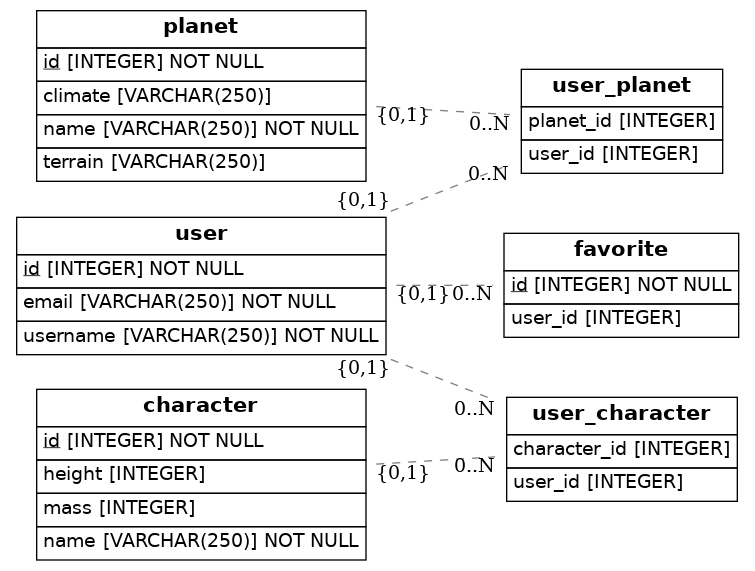 planet
id [INTEGER] NOT NULL
climate [VARCHAR(250)]
name [VARCHAR(250)] NOT NULL
terrain [VARCHAR(250)]
{0,1}
0..N
user_planet
planet_id [INTEGER]
user_id [INTEGER]
0..N
{0,1}
user
id [INTEGER] NOT NULL
email [VARCHAR(250)] NOT NULL
username [VARCHAR(250)] NOT NULL
{0,1}
0..N
favorite
id [INTEGER] NOT NULL
user_id [INTEGER]
{0,1}
0..N
character
id [INTEGER] NOT NULL
height [INTEGER]
mass [INTEGER]
name [VARCHAR(250)] NOT NULL
{0,1}
0..N
user_character
character_id [INTEGER]
user_id [INTEGER]